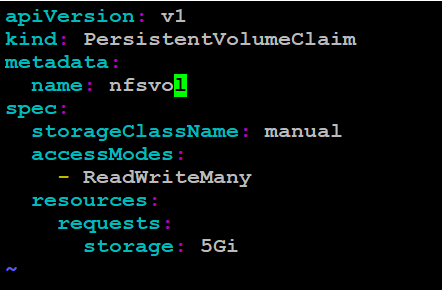 apiVersion: v1
kind: PersistentVolumeClaim
metadata:
  name: nfsvol
spec:
  storageClassName: manual
  accessModes:
    - ReadWriteMany
  resources:
    requests:
      storage: 5Gi
~